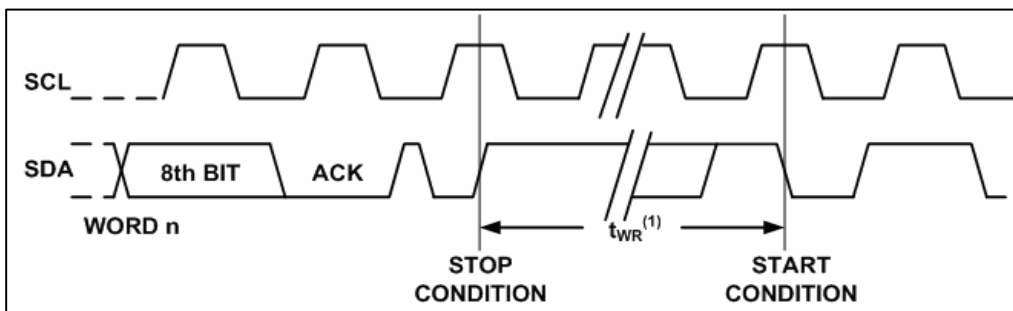 SCL
SDA
8th BIT
ACK
WORD n
tWR(1)
STOP
CONDITION
START
CONDITION